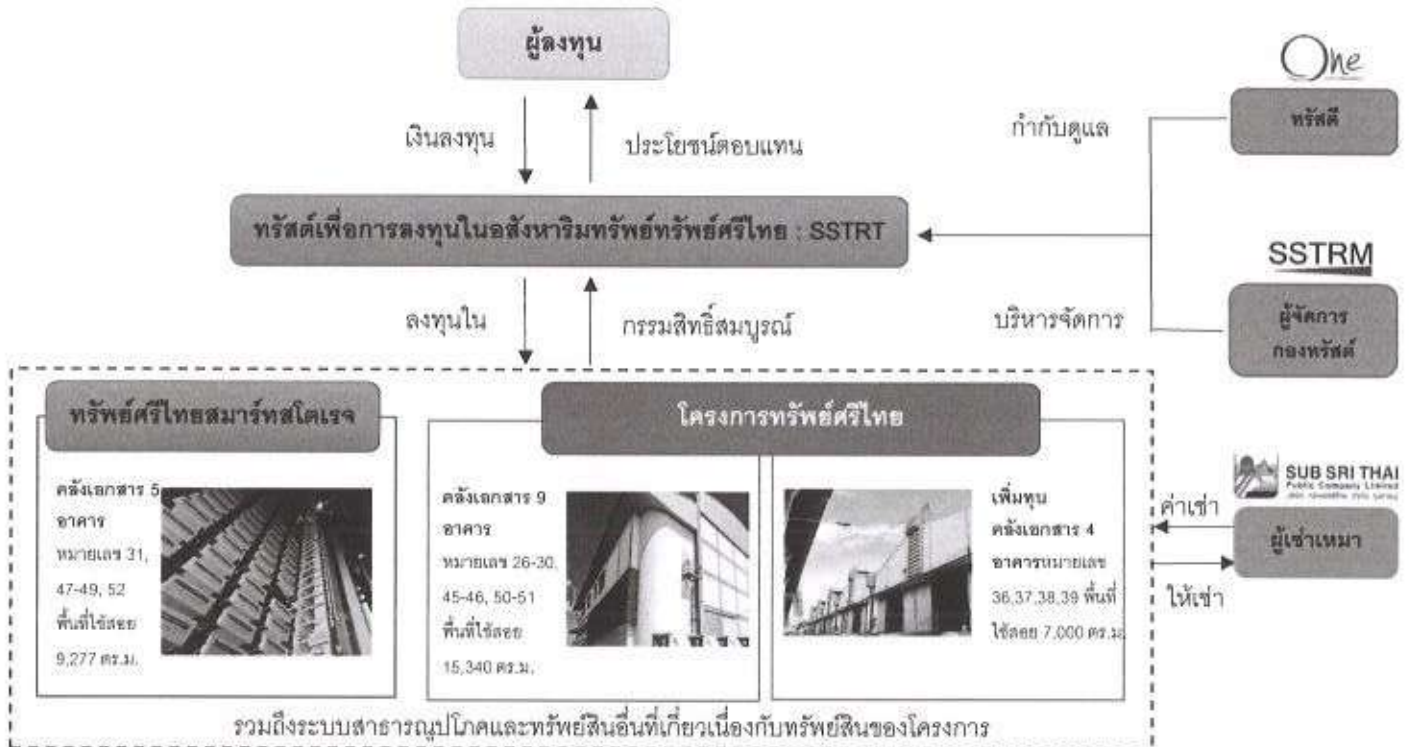 ผู้ลงทุน
One
ทรัสตี
เงินลงทุน
ประโยชน์ตอบแทน
กำกับดูแล
ทรัสต์เพื่อการลงทุนในอสังหาริมทรัพย์ทรัพย์ศรีไทย : SSTRT
SSTRM
ลงทุนใน
กรรมสิทธิ์สมบูรณ์
บริหารจัดการ
ผู้จัดการ
กองทรัสต์
ทรัพย์ศรีไทยสมาร์ทสโตเรจ
โครงการทรัพย์ศรีไทย
คลังเอกสาร 5
อาคาร
หมายเลข 31,
47-49, 52
พื้นที่ใช้สอย
9,277 ตร.ม.
คลังเอกสาร 9
อาคาร
หมายเลข 26-30,
45-46, 50-51
พื้นที่ใช้สอย
15,340 ตร.ม.
เพิ่มทุน
คลังเอกสาร 4
อาคารหมายเลข
36,37,38,39 พื้นที่
ใช้สอย 7,000 ตร.ม.
SUB SRI THAI
Public Company Limited
ค่าเช่า
ผู้เช่าเหมา
ให้เช่า
รวมถึงระบบสาธารณูปโภคและทรัพย์สินอื่นที่เกี่ยวเนื่องกับทรัพย์สินของโครงการ